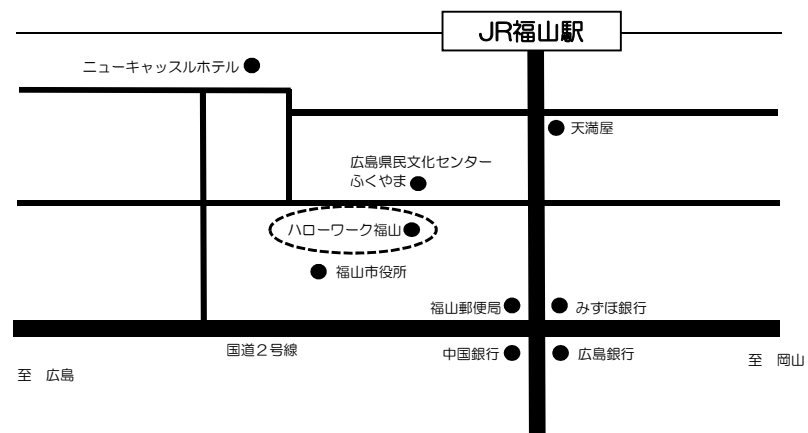 JR福山駅
ニューキャッスルホテル
天満屋
広島県民文化センター
ふくやま
ハローワーク福山
福山市役所
福山郵便局
みずほ銀行
国道２号線
中国銀行
広島銀行
至　岡山
至　広島